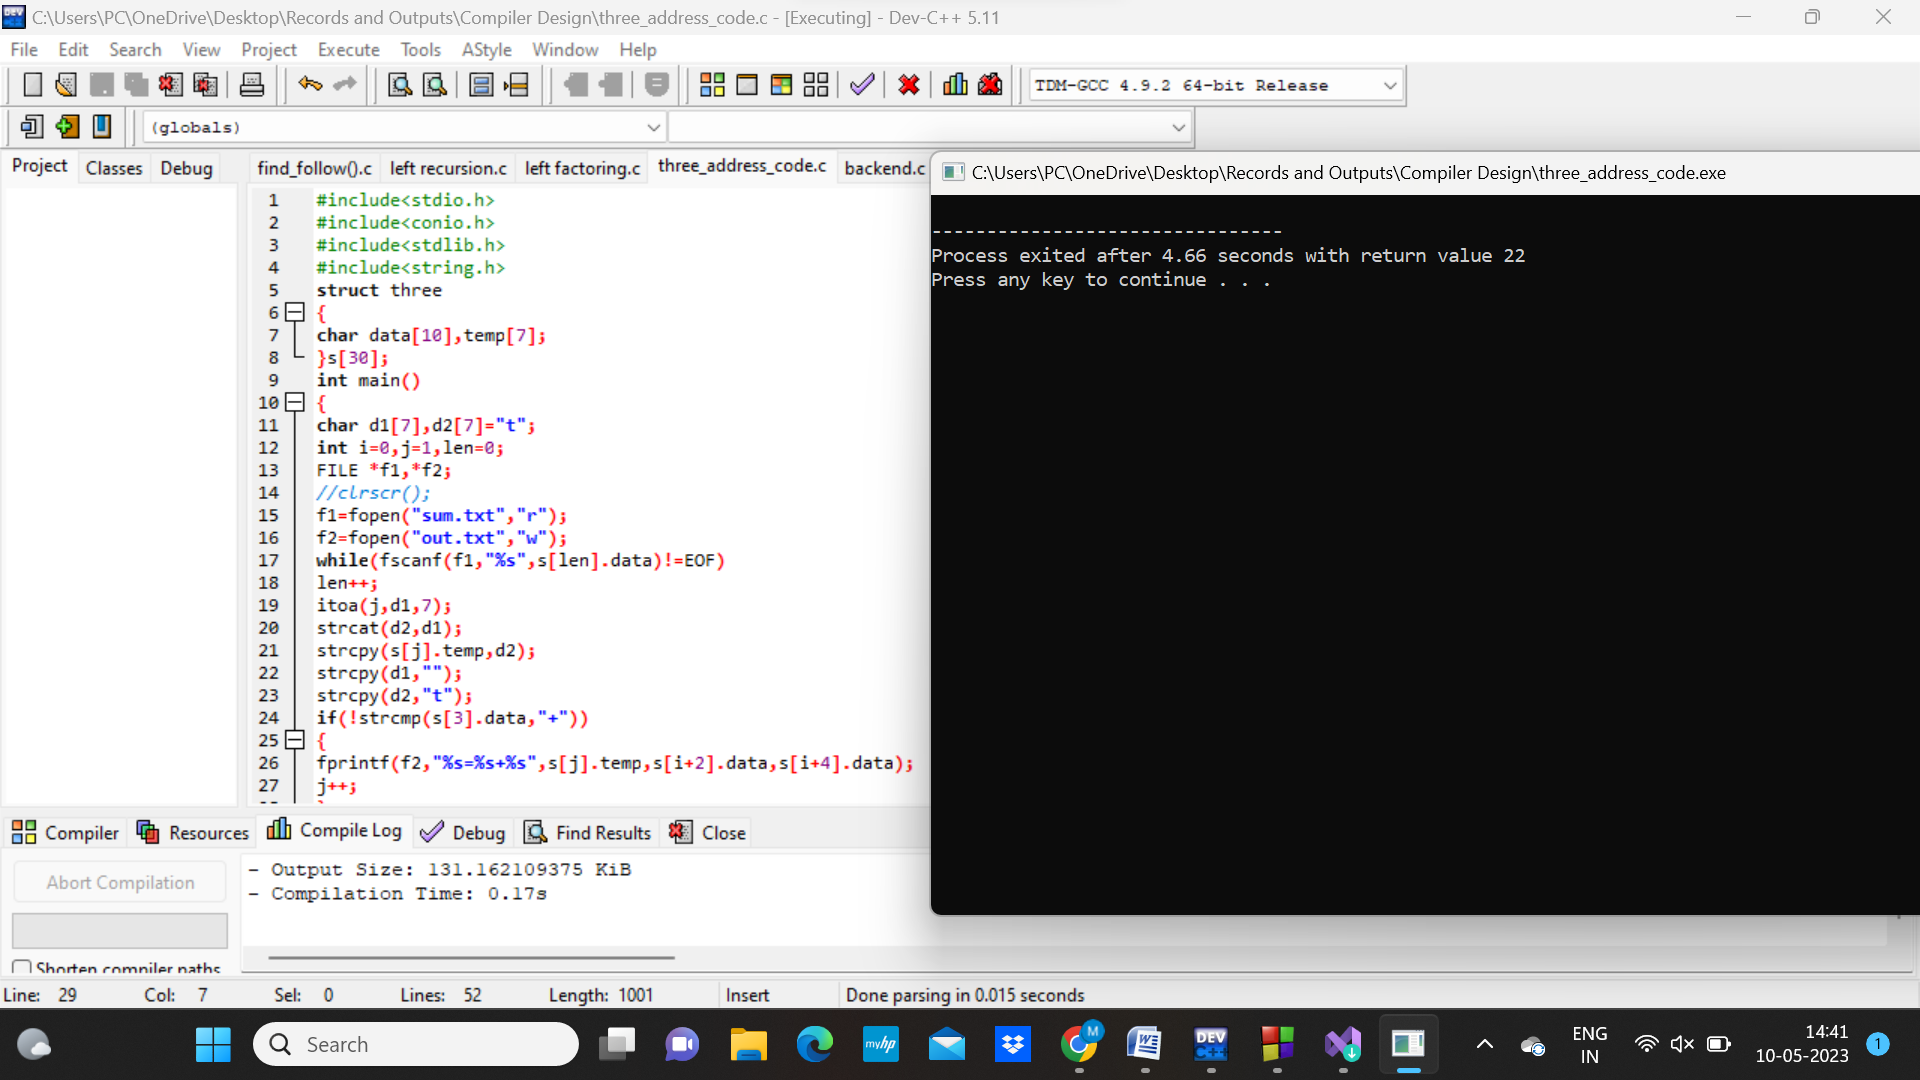 C:\Users\PC\OneDrive\Desktop\Records and Outputs\Compiler Design\three_address_code.c - [Executing] - Dev-C++ 5.11
File Edit Search View Project Execute Tools AStyle Window Help
TDM-GCC 4.9.2 64-bit Release
(globals)
Project Classes Debug
find_follow().c left recursion.c left factoring.c three_address_code.c backend.c
1 #include<stdio.h>
2 #include<conio.h>
3 #include<stdlib.h>
4 #include<string.h>
5 struct three
6 {
7 char data[10],temp[7];
8 }s[30];
9 int main()
10 {
11 char d1[7],d2[7]="t";
12 int i=0,j=1,len=0;
13 FILE *f1,*f2;
14 //clrscr();
15 f1=fopen("sum.txt","r");
16 f2=fopen("out.txt","w");
17 while(fscanf(f1,"%s",s[len].data)!=EOF)
18 len++;
19 itoa(j,d1,7);
20 strcat(d2,d1);
21 strcpy(s[j].temp,d2);
22 strcpy(d1,"");
23 strcpy(d2,"t");
24 if(!strcmp(s[3].data,"+"))
25 {
26 fprintf(f2,"%s=%s+%s",s[j].temp,s[i+2].data,s[i+4].data);
27 j++;
C:\Users\PC\OneDrive\Desktop\Records and Outputs\Compiler Design\three_address_code.exe
--------------------------------
Process exited after 4.66 seconds with return value 22
Press any key to continue . . .
Compiler Resources Compile Log Debug Find Results Close
Abort Compilation
Shorten compiler paths
- Output Size: 131.162109375 KiB
- Compilation Time: 0.17s
Line: 29 Col: 7 Sel: 0 Lines: 52 Length: 1001 Insert Done parsing in 0.015 seconds
Search
myhp
M
W
DEV
C++
ENG
IN
14:41
10-05-2023
1